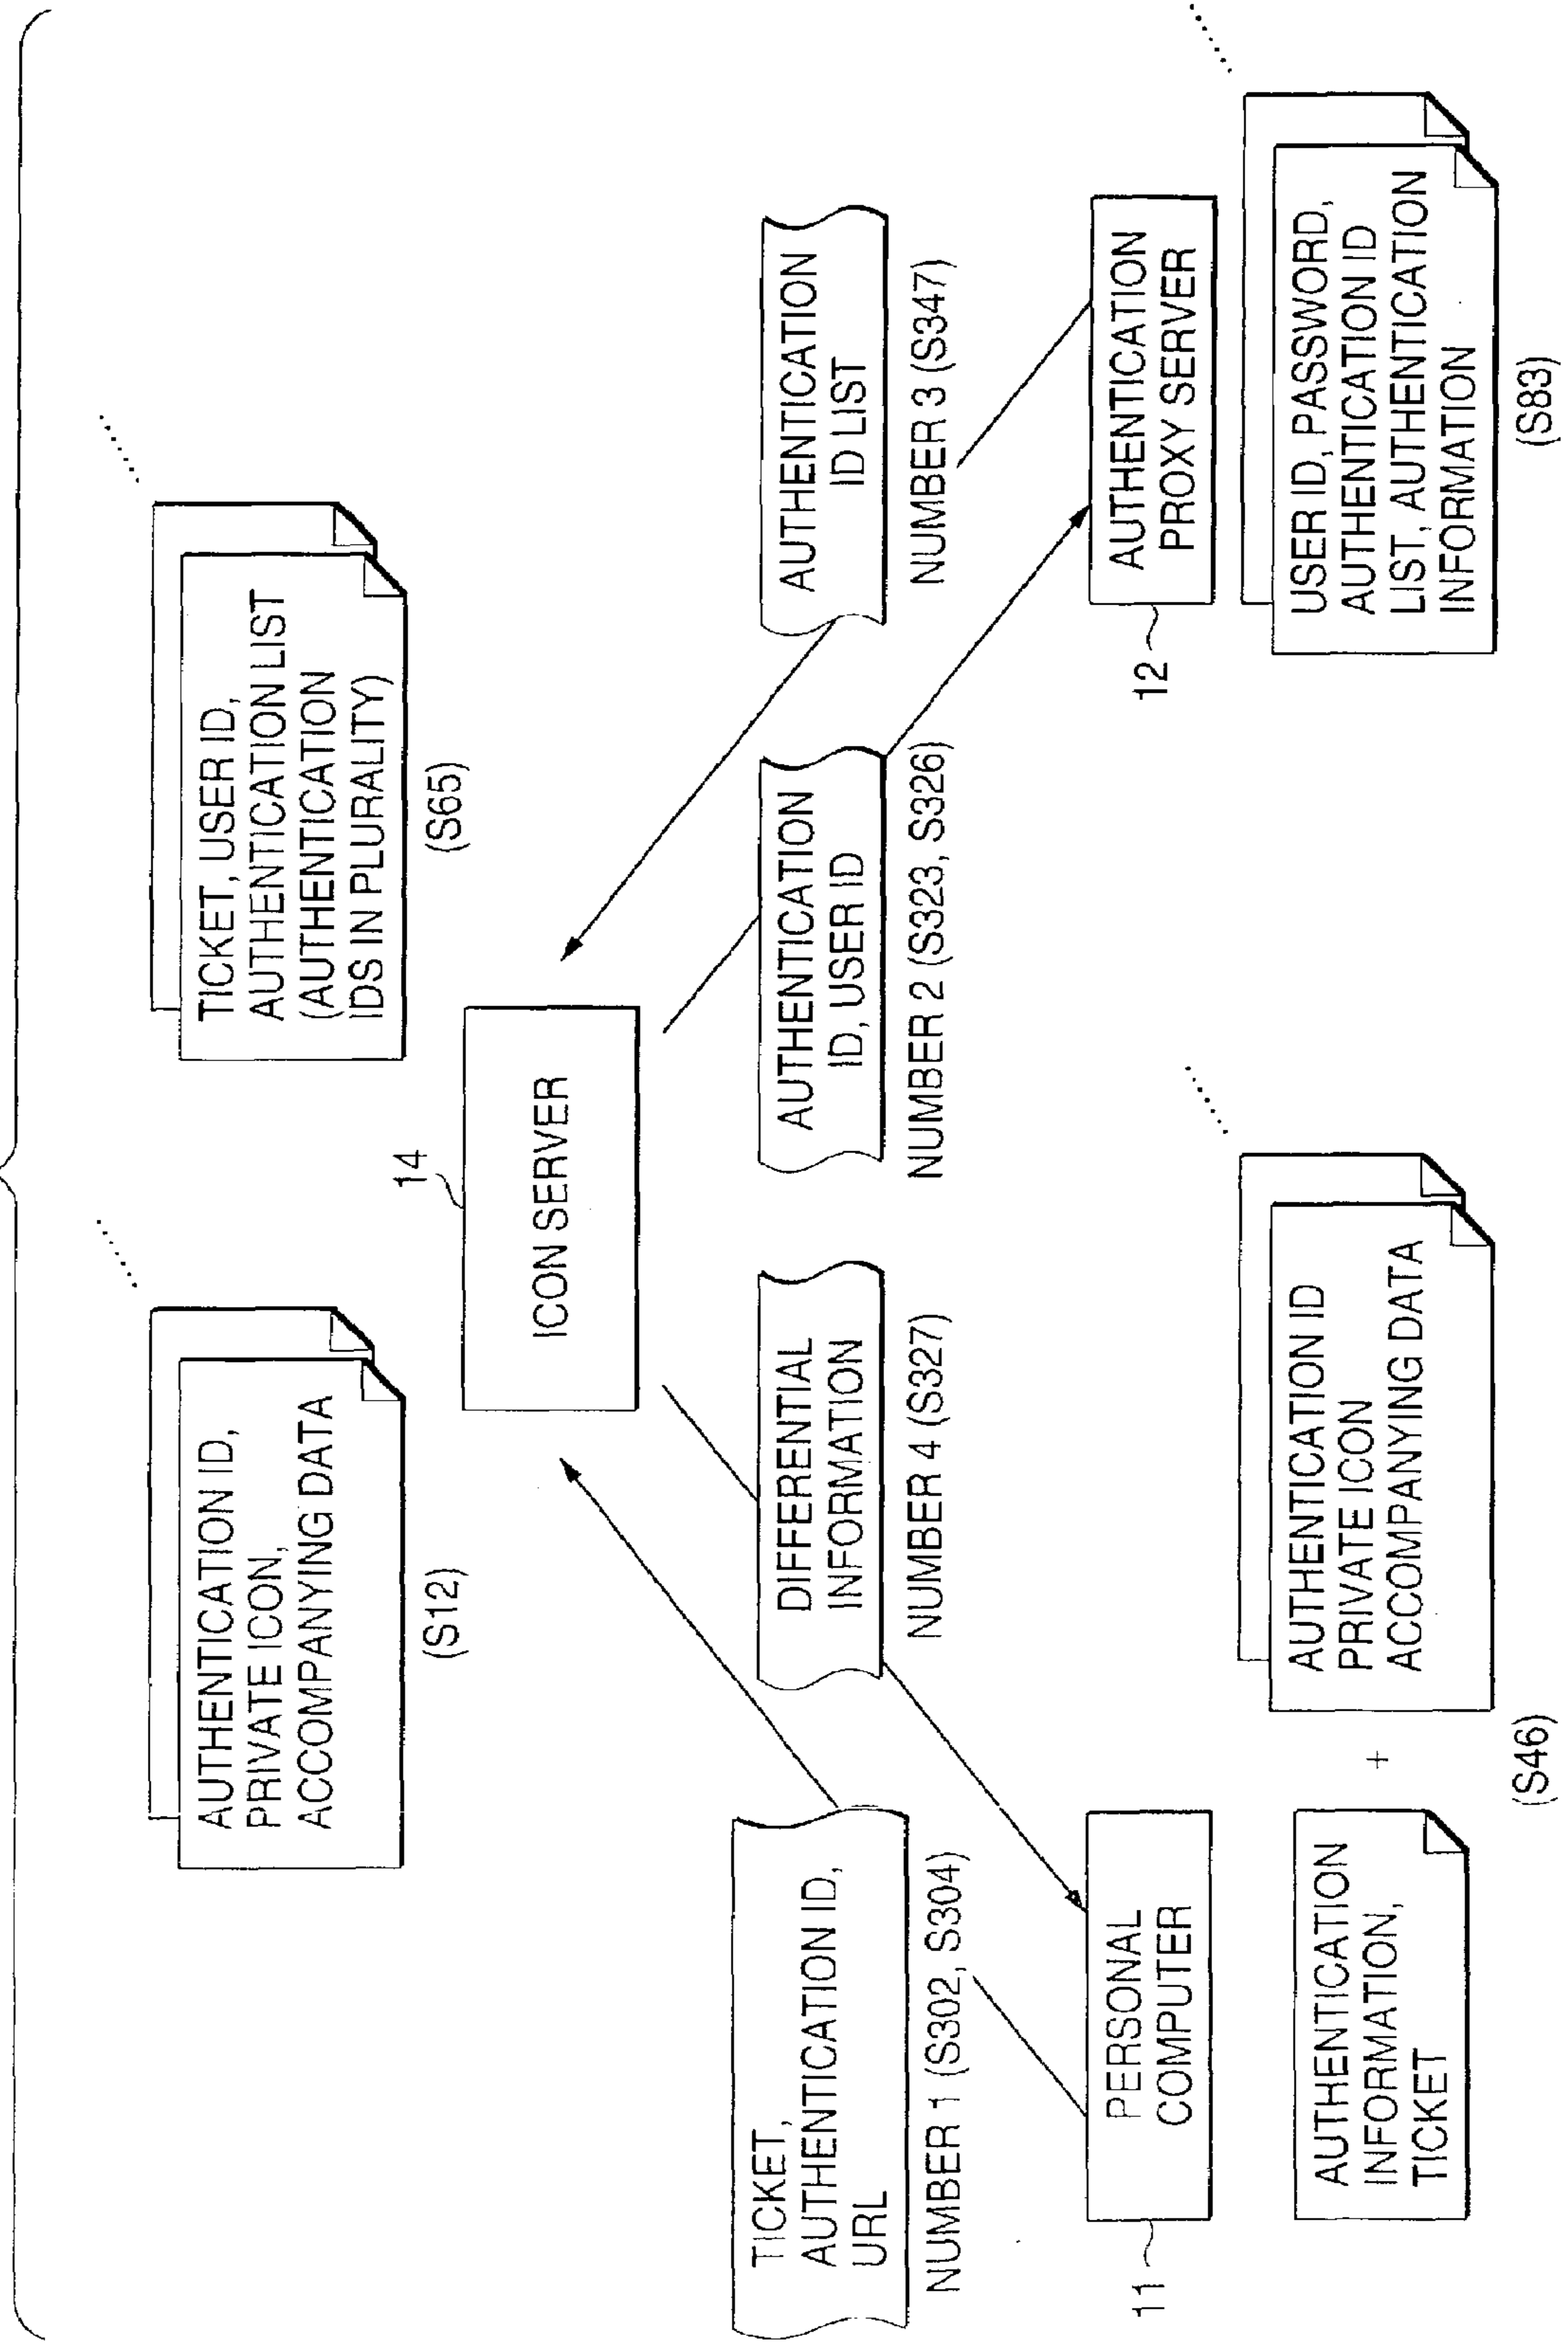 AUTHENTICATION ID,
PRIVATE ICON,
ACCOMPANYING DATA
(S12)
TICKET, USER ID,
AUTHENTICATION LIST
(AUTHENTICATION
IDS IN PLURALITY)
(S65)
14
ICON SERVER
TICKET,
AUTHENTICATION ID,
URL
NUMBER 1 (S302, S304)
DIFFERENTIAL
INFORMATION
NUMBER 4 (S327)
AUTHENTICATION
ID, USER ID
NUMBER 2 (S323, S326)
AUTHENTICATION
ID LIST
NUMBER 3 (S347)
11
PERSONAL
COMPUTER
12
AUTHENTICATION
PROXY SERVER
AUTHENTICATION
INFORMATION,
TICKET
+
AUTHENTICATION ID
PRIVATE ICON
ACCOMPANYING DATA
(S46)
USER ID, PASSWORD,
AUTHENTICATION ID
LIST, AUTHENTICATION
INFORMATION
(S83)